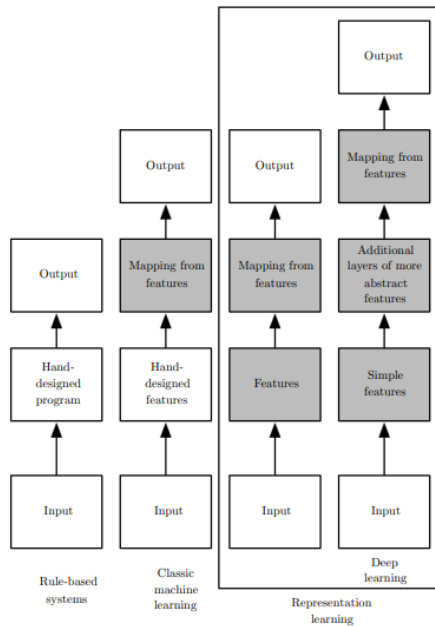 Output
Output
Output
Mapping from
features
Output
Mapping from
features
Mapping from
features
Additional
layers of more
abstract
features
Hand-
designed
program
Hand-
designed
features
Features
Simple
features
Input
Input
Input
Input
Rule-based
systems
Classic
machine
learning
Representation
learning
Deep
learning